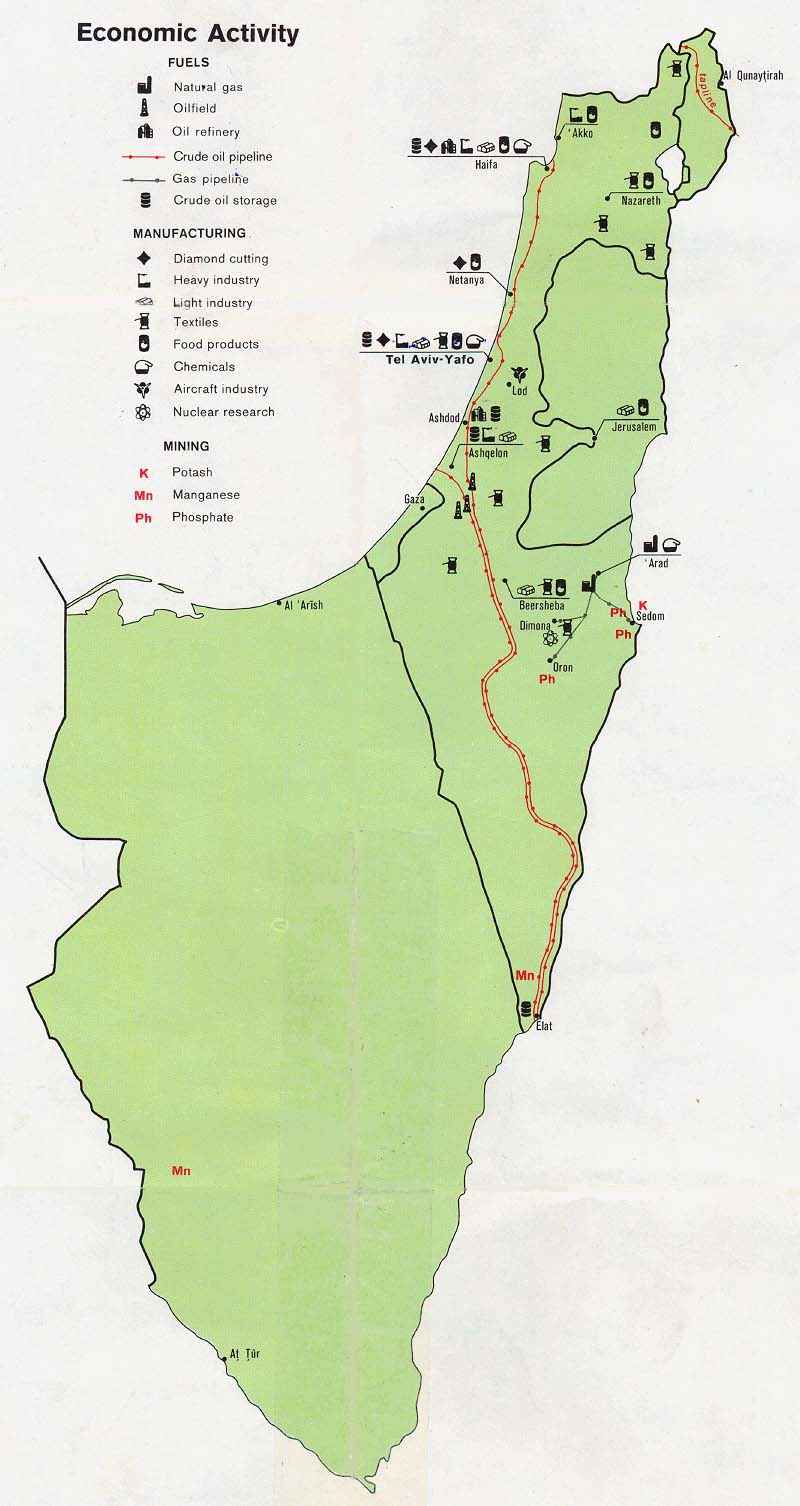 Economic Activity
FUELS
Natural gas
Oilfield
Oil refinery
Crude oil pipeline
Gas pipeline
Crude oil storage
MANUFACTURING
Diamond cutting
Heavy industry
Light industry
Textiles
Food products
Chemicals
Aircraft industry
Nuclear research
MINING
K Potash
Mn Manganese
Ph Phosphate
Al Qunayṭirah
tapline
'Akko
Haifa
Nazareth
Netanya
Tel Aviv-Yafo
Lod
Ashdod
Jerusalem
Ashqelon
Gaza
'Arad
Al 'Arīsh
Beersheba
K
Ph
Sedom
Dimona
Ph
Oron
Ph
Mn
Elat
Mn
Aṭ Ṭūr